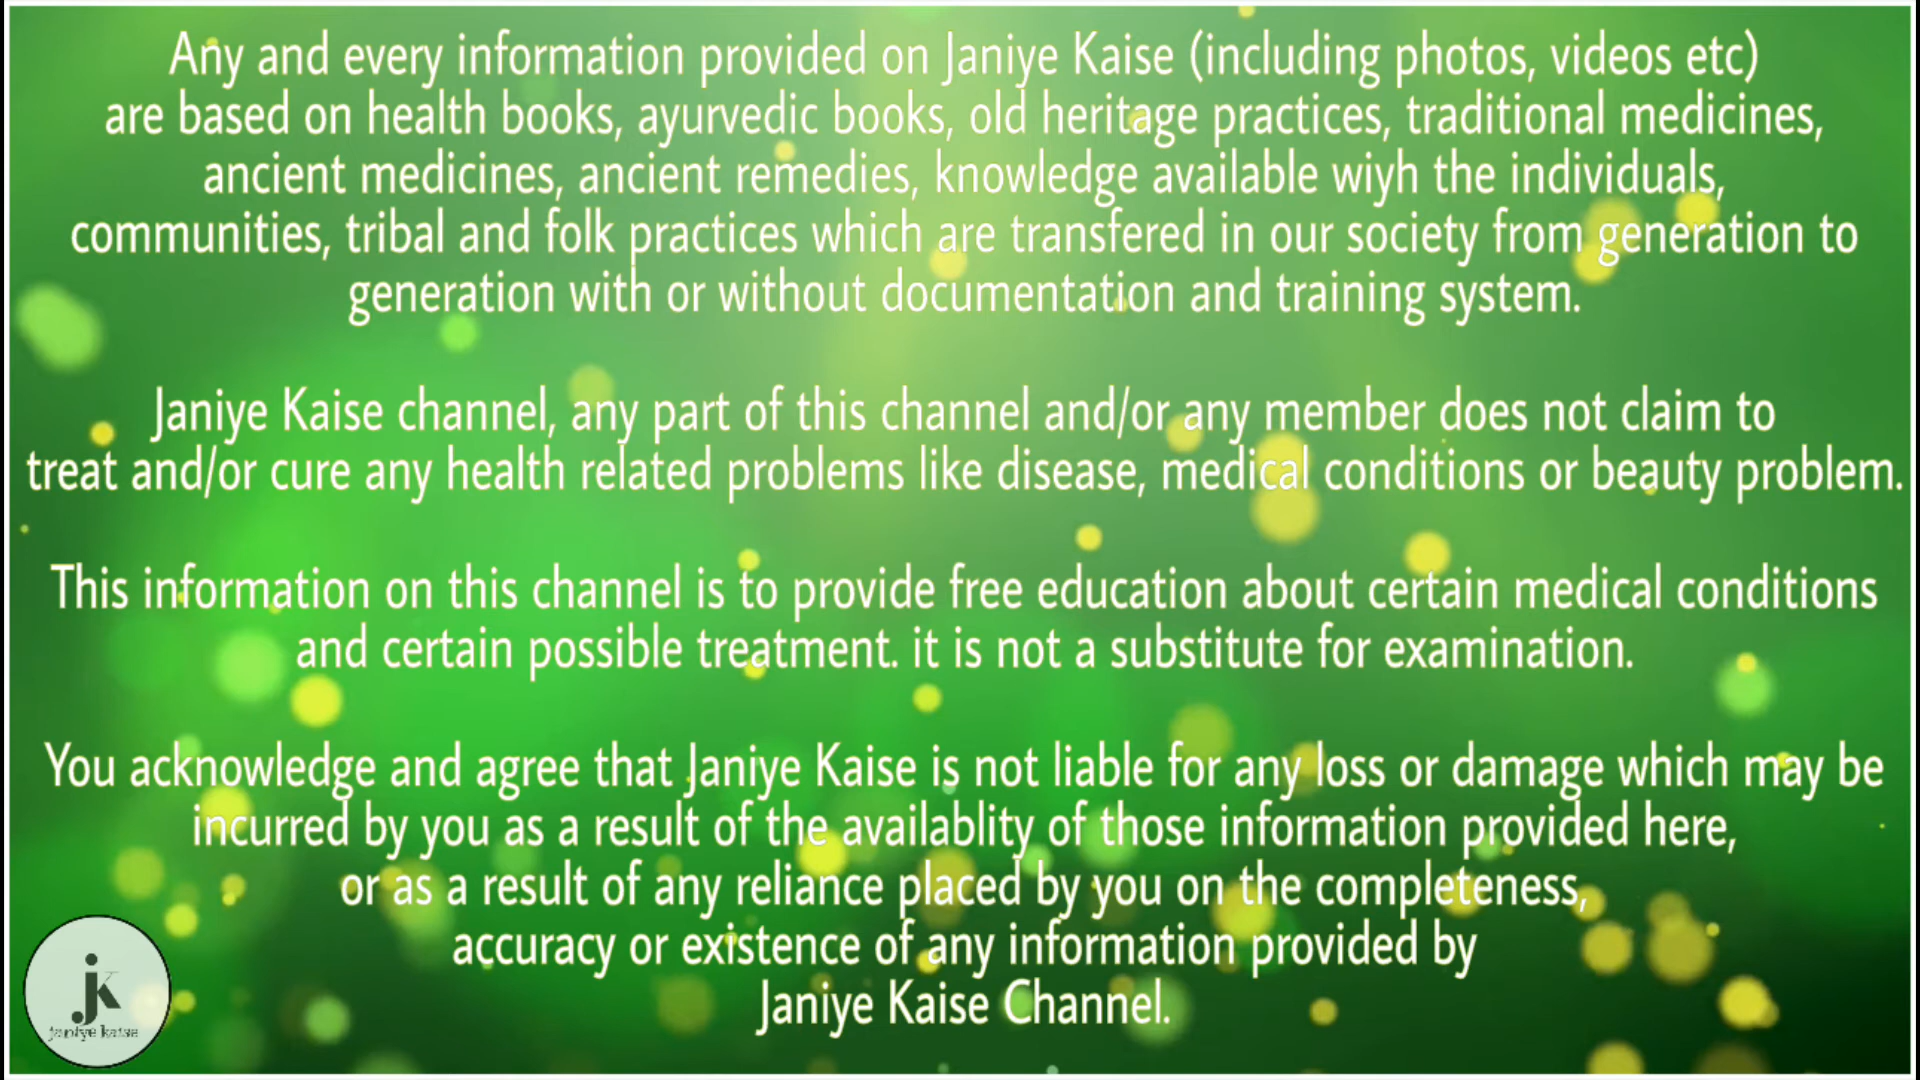 Any and every information provided on Janiye Kaise (including photos, videos etc)
are based on health books, ayurvedic books, old heritage practices, traditional medicines,
ancient medicines, ancient remedies, knowledge available wiyh the individuals,
communities, tribal and folk practices which are transfered in our society from generation to
generation with or without documentation and training system.
Janiye Kaise channel, any part of this channel and/or any member does not claim to
treat and/or cure any health related problems like disease, medical conditions or beauty problem.
This information on this channel is to provide free education about certain medical conditions
and certain possible treatment. it is not a substitute for examination.
You acknowledge and agree that Janiye Kaise is not liable for any loss or damage which may be
incurred by you as a result of the availablity of those information provided here,
or as a result of any reliance placed by you on the completeness,
accuracy or existence of any information provided by
Janiye Kaise Channel.
jk
janiye kaise